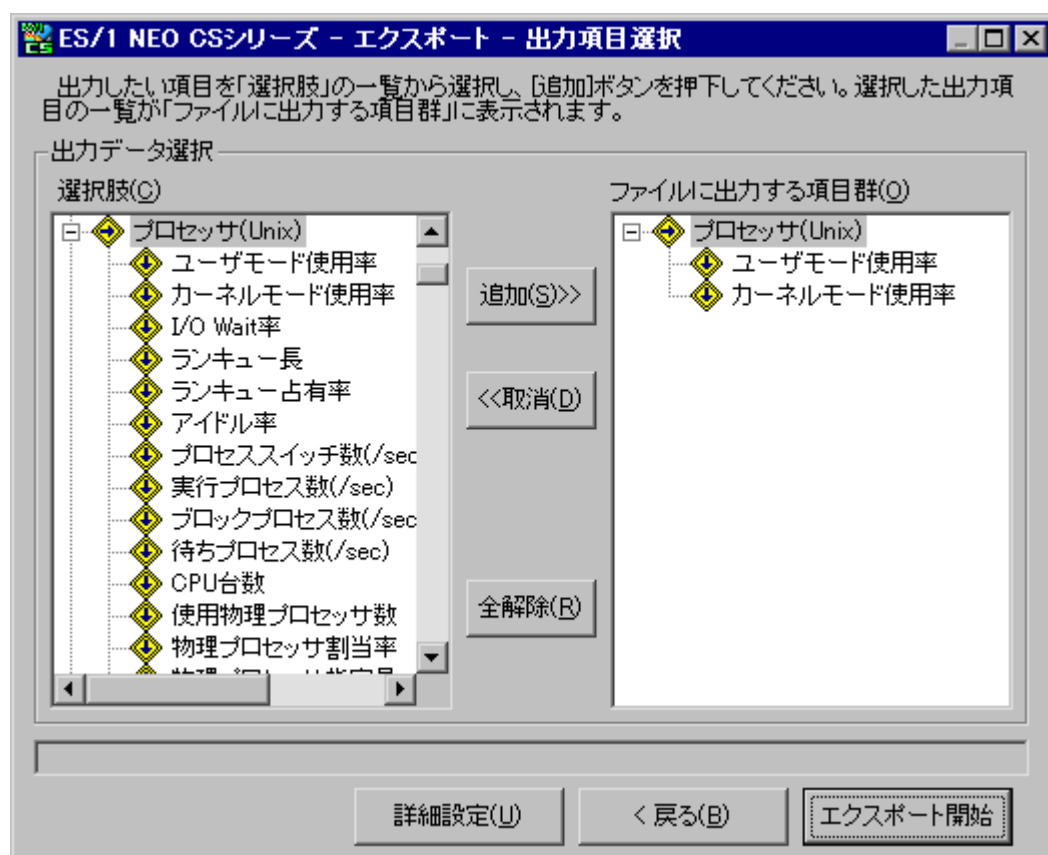 ES/1 NEO CSシリーズ - エクスポート - 出力項目選択
出力したい項目を「選択肢」の一覧から選択し、[追加]ボタンを押下してください。選択した出力項
目の一覧が「ファイルに出力する項目群」に表示されます。
出力データ選択
選択肢(C)
ファイルに出力する項目群(O)
プロセッサ(Unix)
ユーザモード使用率
カーネルモード使用率
I/O Wait率
ランキュー長
ランキュー占有率
アイドル率
プロセススイッチ数(/sec
実行プロセス数(/sec)
ブロックプロセス数(/sec
待ちプロセス数(/sec)
CPU台数
使用物理プロセッサ数
物理プロセッサ割当率
追加(S)>>
<<取消(D)
全解除(R)
プロセッサ(Unix)
ユーザモード使用率
カーネルモード使用率
詳細設定(U)
< 戻る(B)
エクスポート開始